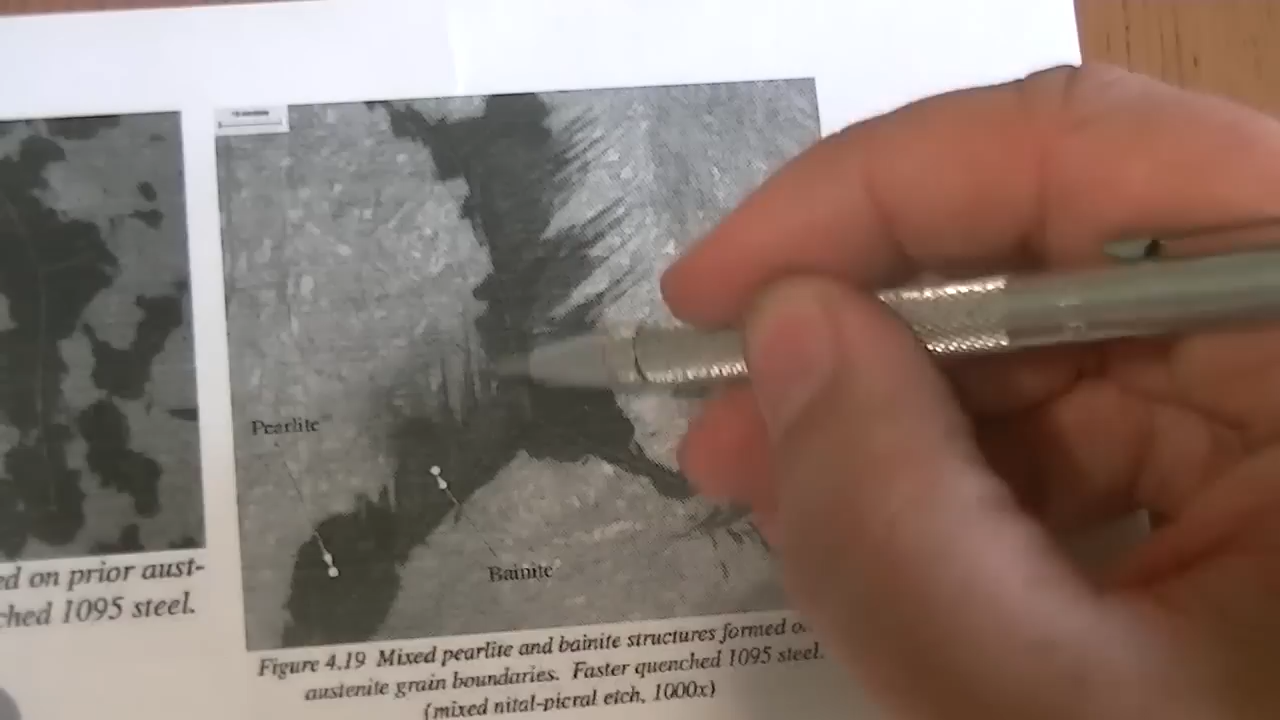 Pearlite
Bainite
ed on prior aust-
ched 1095 steel.
Figure 4.19 Mixed pearlite and bainite structures formed o
austenite grain boundaries. Faster quenched 1095 steel.
(mixed nital-picral etch, 1000x)